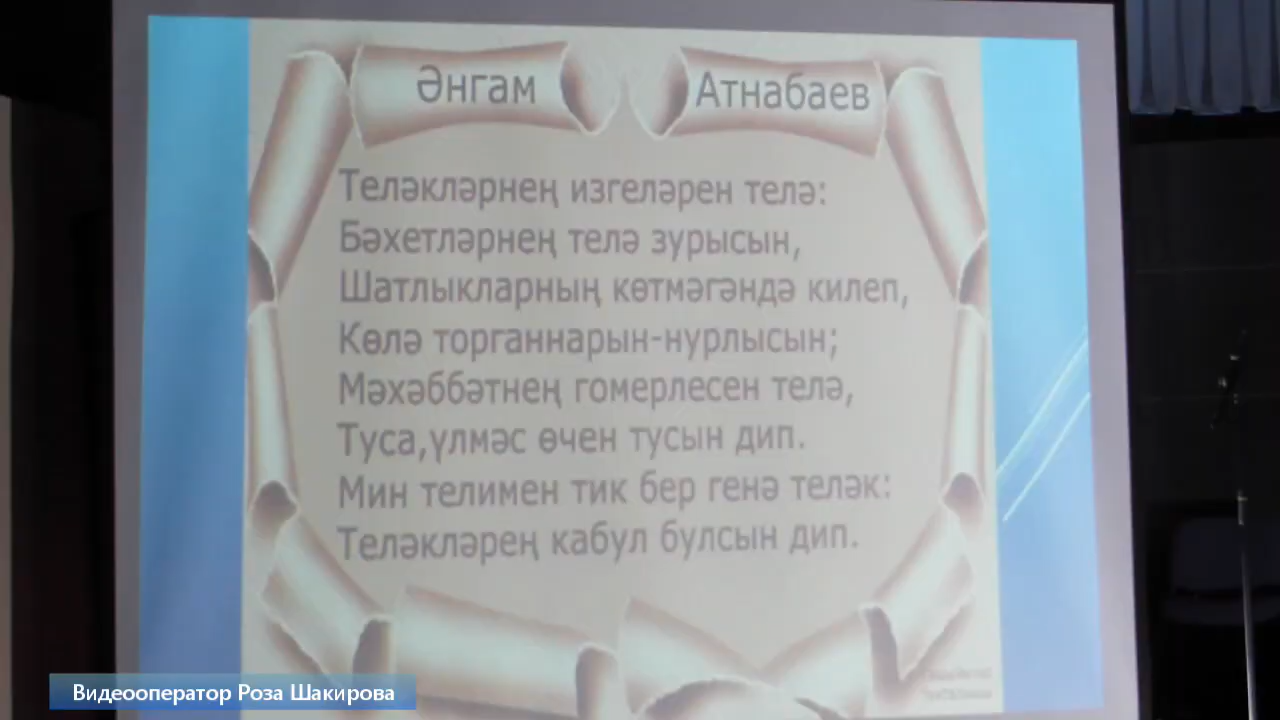 Әнгам Атнабаев
Теләкләрнең изгеләрен телә:
Бәхетләрнең телә зурысын,
Шатлыкларның көтмәгәндә килеп,
Көлә торганнарын-нурлысын;
Мәхәббәтнең гомерлесен телә,
Туса,үлмәс өчен тусын дип.
Мин телимен тик бер генә теләк:
Теләкләрең кабул булсын дип.
Видеооператор Роза Шакирова